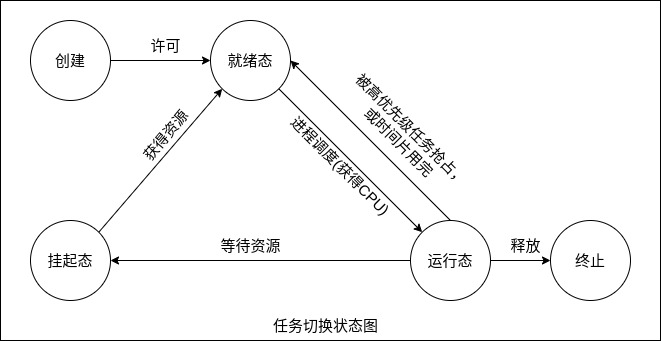 创建
许可
就绪态
被高优先级任务抢占，
或时间片用完
获得资源
进程调度(获得CPU)
挂起态
等待资源
运行态
释放
终止
任务切换状态图